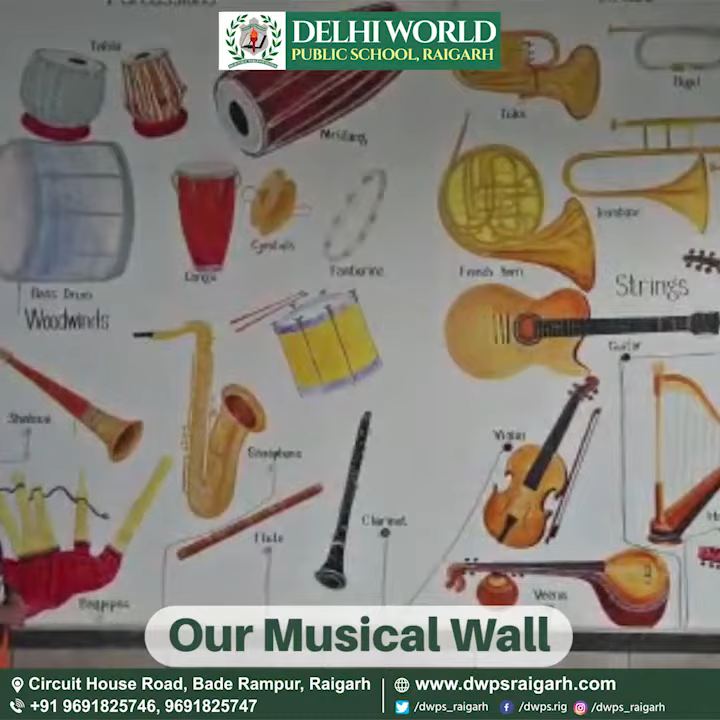 DELHI WORLD
PUBLIC SCHOOL, RAIGARH
Percussions
Tabla
Mridang
Tuba
Bugel
Bass Drum
Congo
Cymbals
Tamborine
French Horn
Trombone
Woodwinds
Strings
Guitar
Shehnai
Saxophone
Flute
Clarinet
Violin
Bagpipes
Veena
Our Musical Wall
Circuit House Road, Bade Rampur, Raigarh
+91 9691825746, 9691825747
www.dwpsraigarh.com
/dwps_raigarh
/dwps.rig
/dwps_raigarh